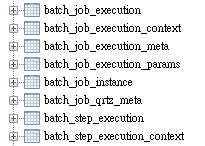 batch_job_execution
batch_job_execution_context
batch_job_execution_meta
batch_job_execution_params
batch_job_instance
batch_job_qrtz_meta
batch_step_execution
batch_step_execution_context